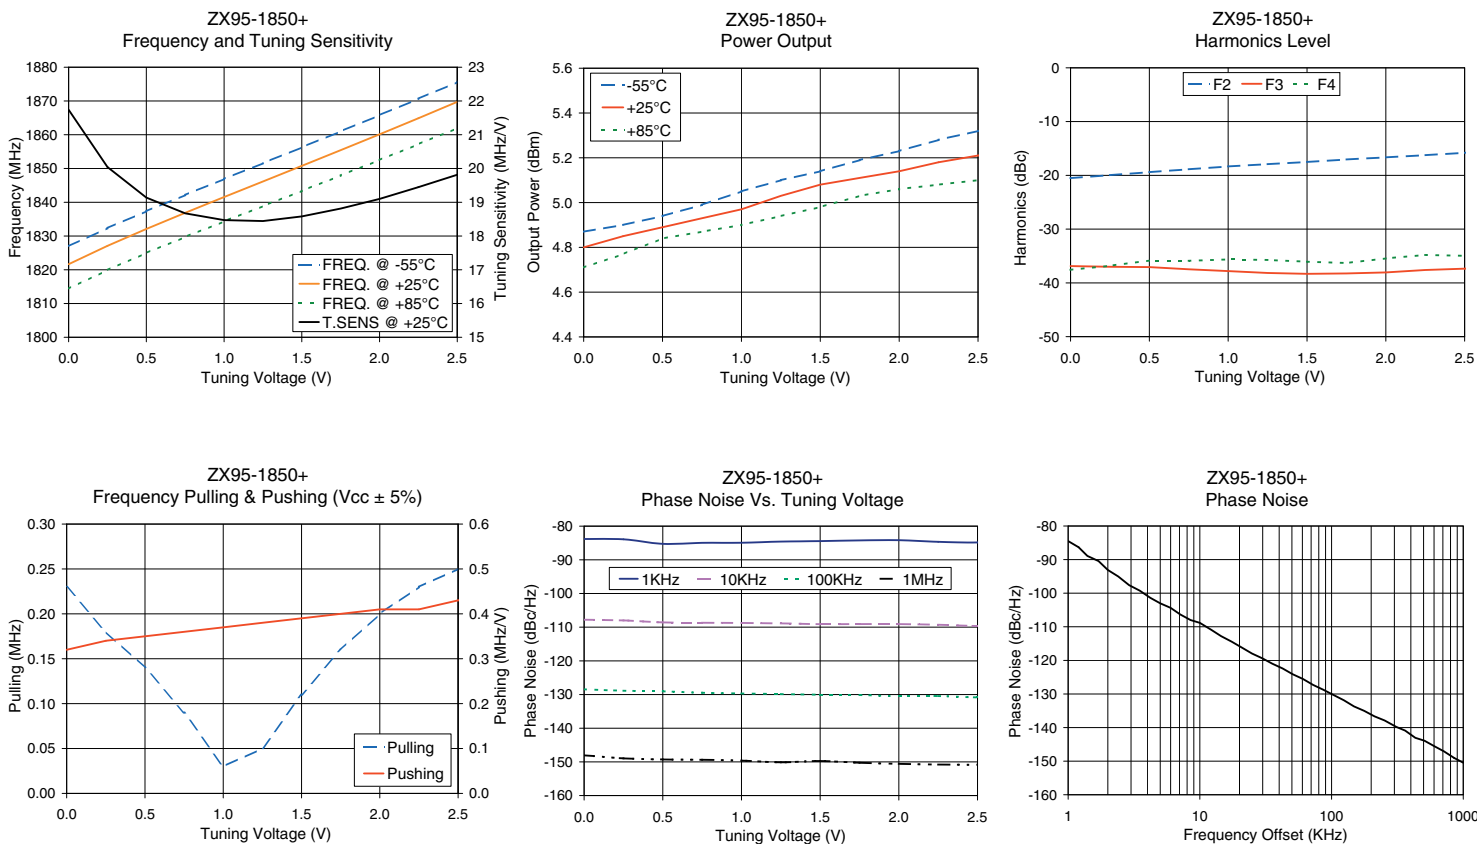 ZX95-1850+
Frequency and Tuning Sensitivity
1880
1870
1860
1850
1840
1830
1820
1810
1800
Frequency (MHz)
23
22
21
20
19
18
17
16
15
Tuning Sensitivity (MHz/V)
FREQ. @ -55°C
FREQ. @ +25°C
FREQ. @ +85°C
T.SENS @ +25°C
0.0 0.5 1.0 1.5 2.0 2.5
Tuning Voltage (V)
ZX95-1850+
Power Output
5.6
5.4
5.2
5.0
4.8
4.6
4.4
Output Power (dBm)
-55°C
+25°C
+85°C
0.0 0.5 1.0 1.5 2.0 2.5
Tuning Voltage (V)
ZX95-1850+
Harmonics Level
0
-10
-20
-30
-40
-50
Harmonics (dBc)
F2 F3 F4
0.0 0.5 1.0 1.5 2.0 2.5
Tuning Voltage (V)
ZX95-1850+
Frequency Pulling & Pushing (Vcc ± 5%)
0.30
0.25
0.20
0.15
0.10
0.05
0.00
Pulling (MHz)
0.6
0.5
0.4
0.3
0.2
0.1
0.0
Pushing (MHz/V)
Pulling
Pushing
0.0 0.5 1.0 1.5 2.0 2.5
Tuning Voltage (V)
ZX95-1850+
Phase Noise Vs. Tuning Voltage
-80
-90
-100
-110
-120
-130
-140
-150
-160
Phase Noise (dBc/Hz)
1KHz 10KHz 100KHz 1MHz
0.0 0.5 1.0 1.5 2.0 2.5
Tuning Voltage (V)
ZX95-1850+
Phase Noise
-80
-90
-100
-110
-120
-130
-140
-150
-160
Phase Noise (dBc/Hz)
1 10 100 1000
Frequency Offset (KHz)